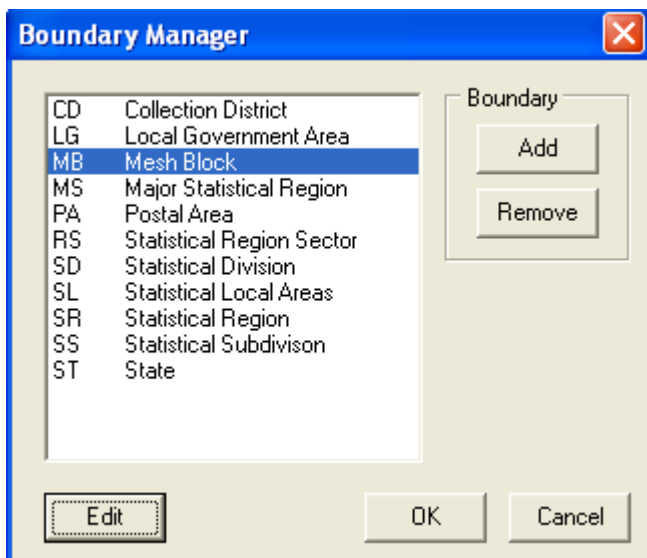 Boundary Manager
CD Collection District
LG Local Government Area
MB Mesh Block
MS Major Statistical Region
PA Postal Area
RS Statistical Region Sector
SD Statistical Division
SL Statistical Local Areas
SR Statistical Region
SS Statistical Subdivison
ST State
Boundary
Add
Remove
Edit
OK
Cancel